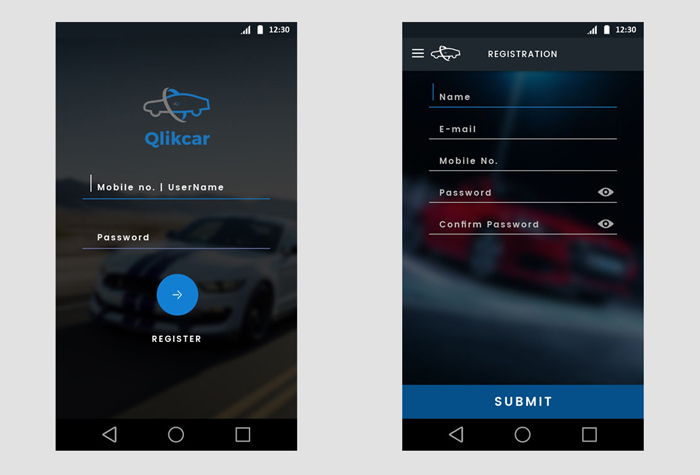 12:30
Qlikcar
Mobile no. | UserName
Password
REGISTER
12:30
REGISTRATION
Name
E-mail
Mobile No.
Password
Confirm Password
SUBMIT